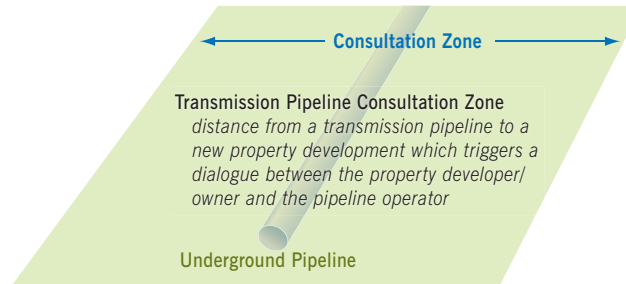 Consultation Zone
Transmission Pipeline Consultation Zone
distance from a transmission pipeline to a
new property development which triggers a
dialogue between the property developer/
owner and the pipeline operator
Underground Pipeline